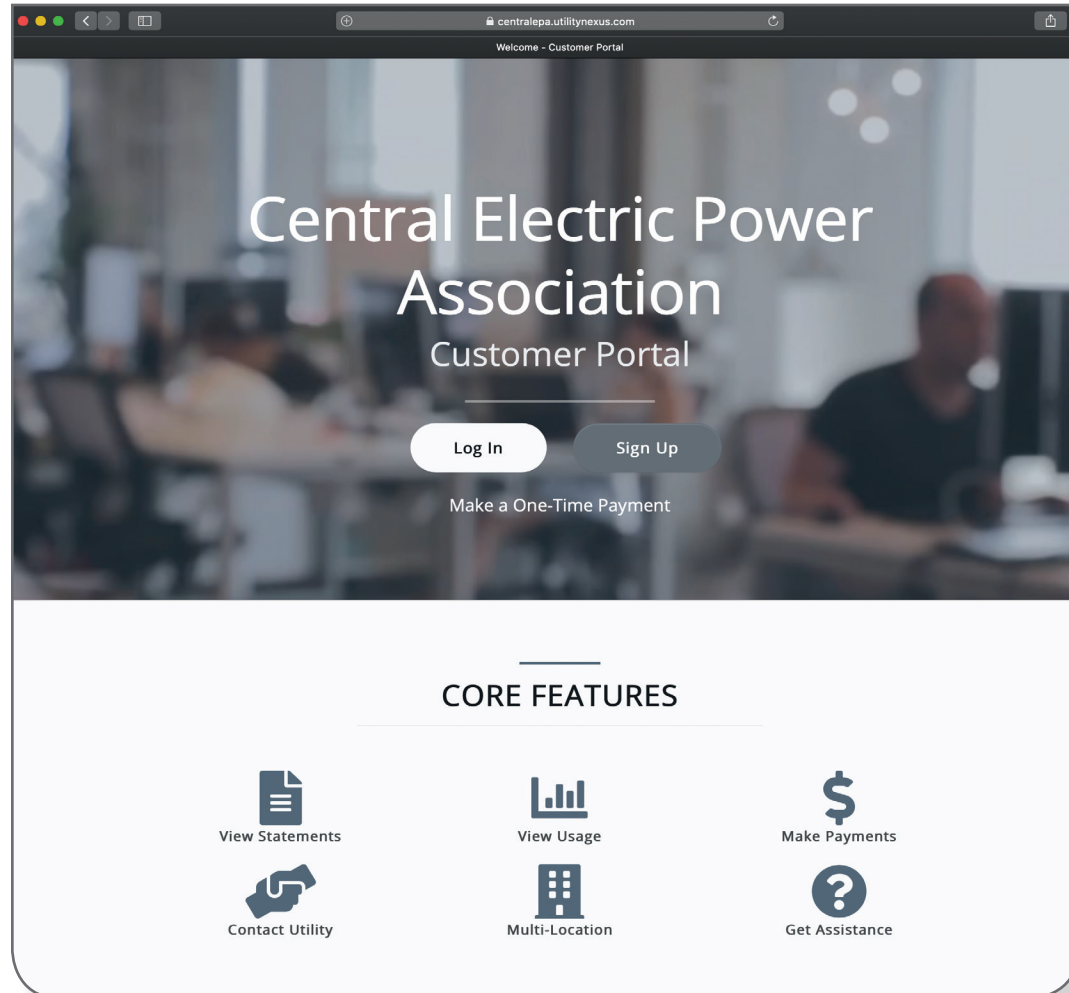 centralepa.utilitynexus.com
Welcome - Customer Portal
Central Electric Power
Association
Customer Portal
Log In
Sign Up
Make a One-Time Payment
CORE FEATURES
View Statements
View Usage
Make Payments
Contact Utility
Multi-Location
Get Assistance